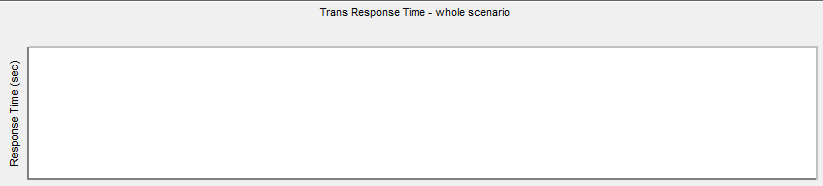 Trans Response Time - whole scenario
Response Time (sec)